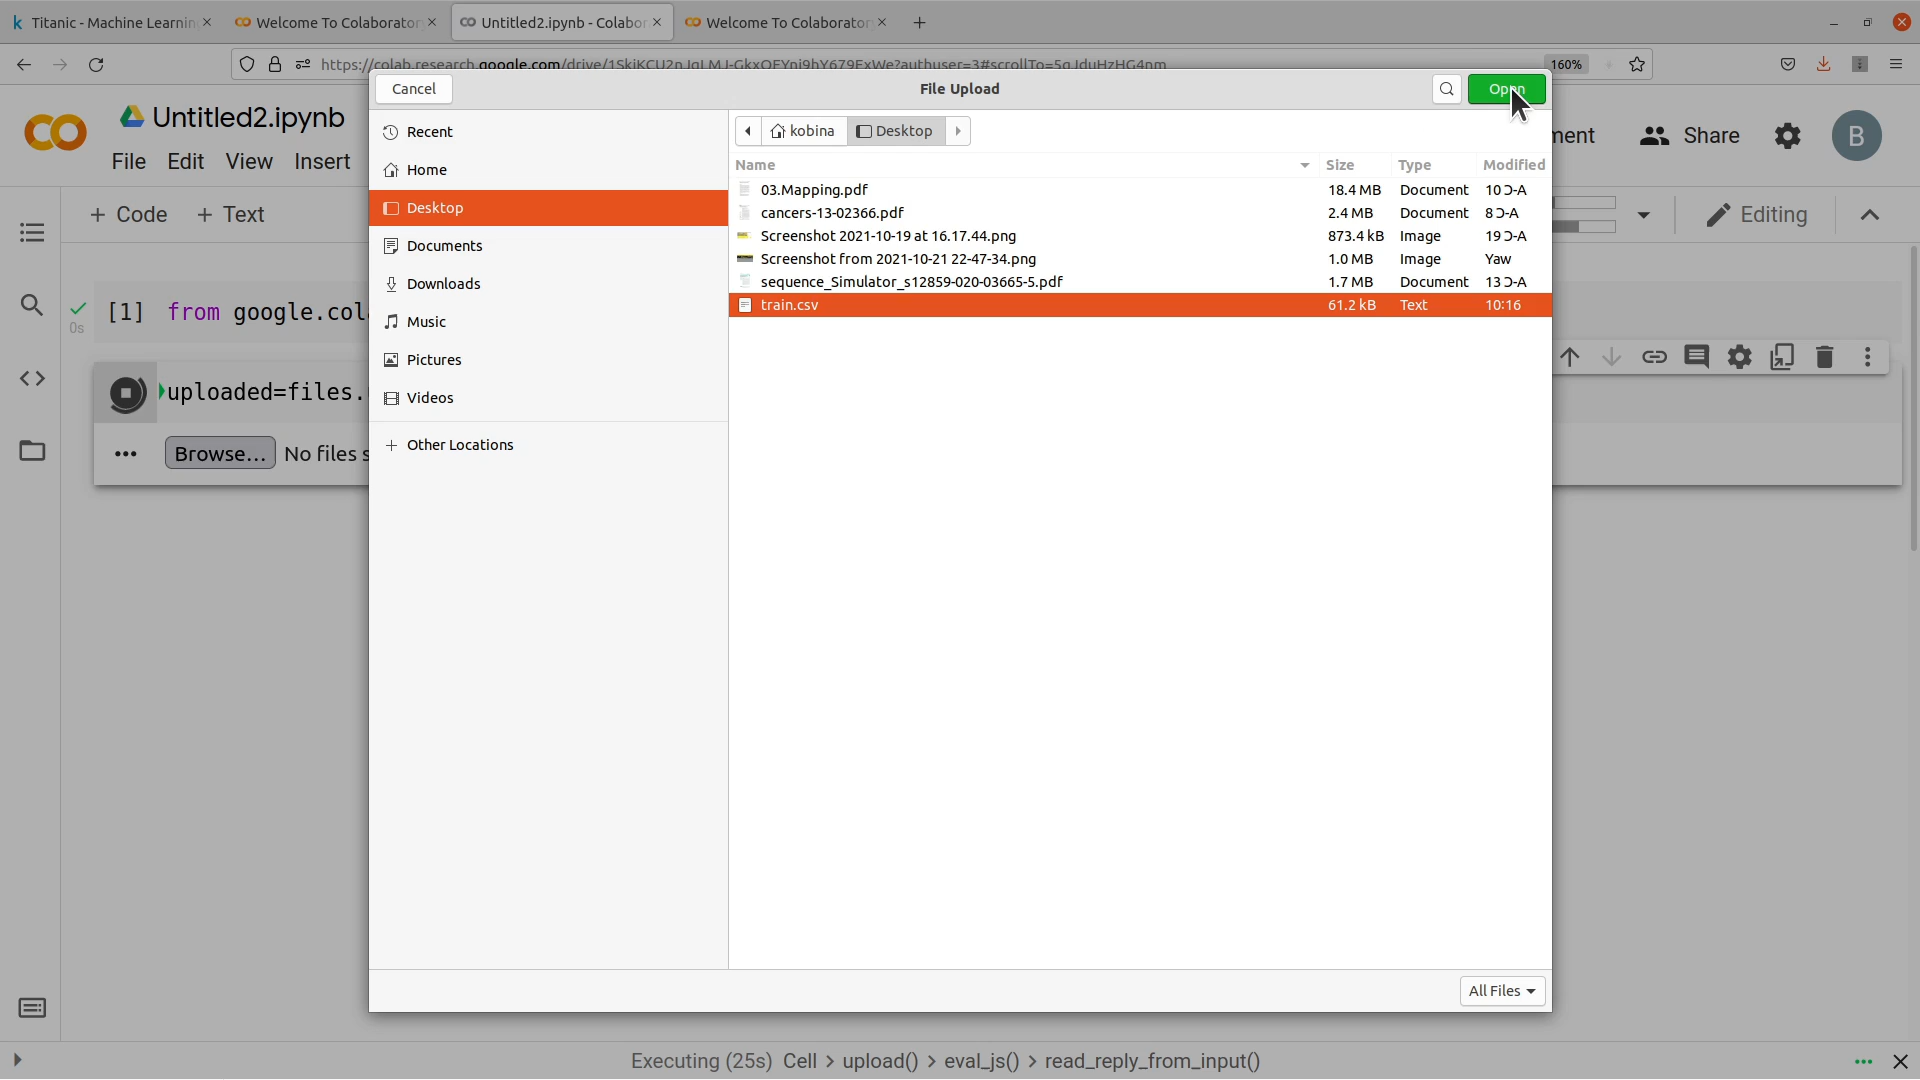 Titanic - Machine Learnin
Welcome To Colaborator
Untitled2.ipynb - Colabor
Welcome To Colaborator
https://colab.research.google.com/drive/
160%
Cancel
File Upload
Open
Untitled2.ipynb
File Edit View Insert
ment
Share
B
Recent
Home
Desktop
Documents
Downloads
Music
Pictures
Videos
Other Locations
kobina
Desktop
Name Size Type Modified
03.Mapping.pdf 18.4 MB Document 10 Ɔ-A
cancers-13-02366.pdf 2.4 MB Document 8 Ɔ-A
Screenshot 2021-10-19 at 16.17.44.png 873.4 kB Image 19 Ɔ-A
Screenshot from 2021-10-21 22-47-34.png 1.0 MB Image Yaw
sequence_Simulator_s12859-020-03665-5.pdf 1.7 MB Document 13 Ɔ-A
train.csv 61.2 kB Text 10:16
+ Code + Text
Editing
0s
[1] from google.col
uploaded=files.
Browse... No files s
All Files
Executing (25s) Cell > upload() > eval_js() > read_reply_from_input()